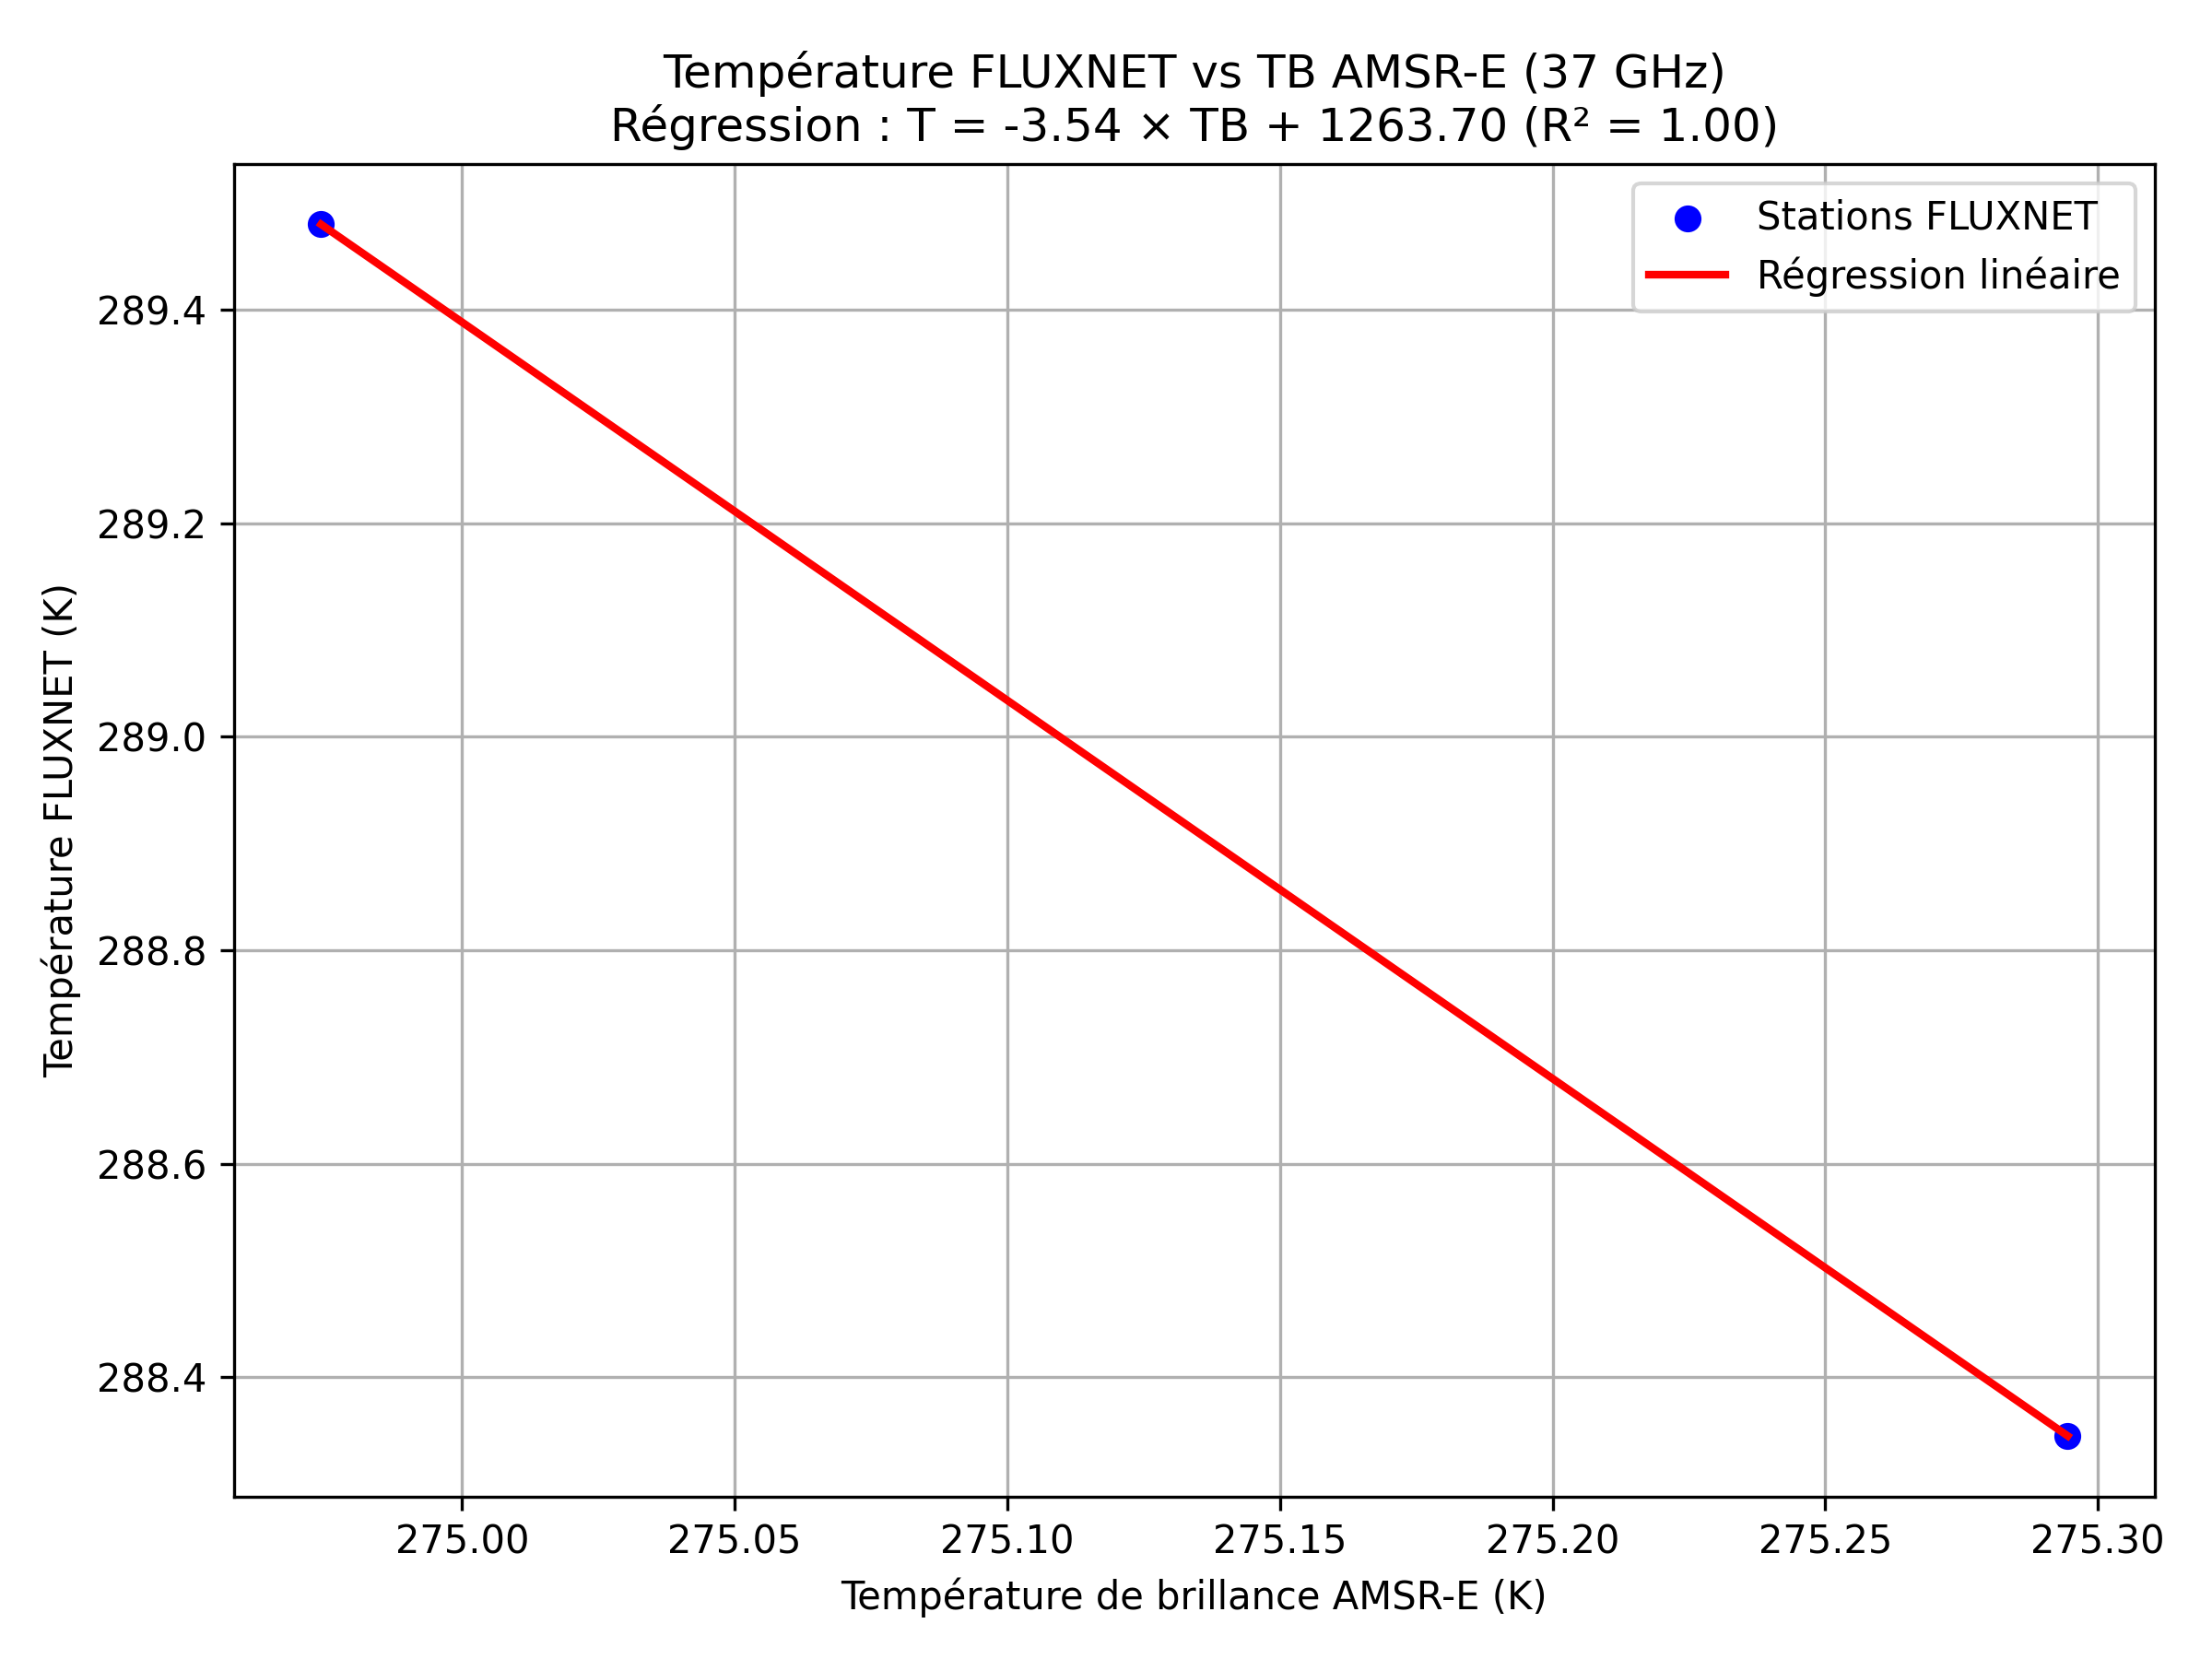 Température FLUXNET vs TB AMSR-E (37 GHz)
Régression : T = -3.54 × TB + 1263.70 (R² = 1.00)
Stations FLUXNET
Régression linéaire
Température FLUXNET (K)
289.4
289.2
289.0
288.8
288.6
288.4
275.00 275.05 275.10 275.15 275.20 275.25 275.30
Température de brillance AMSR-E (K)